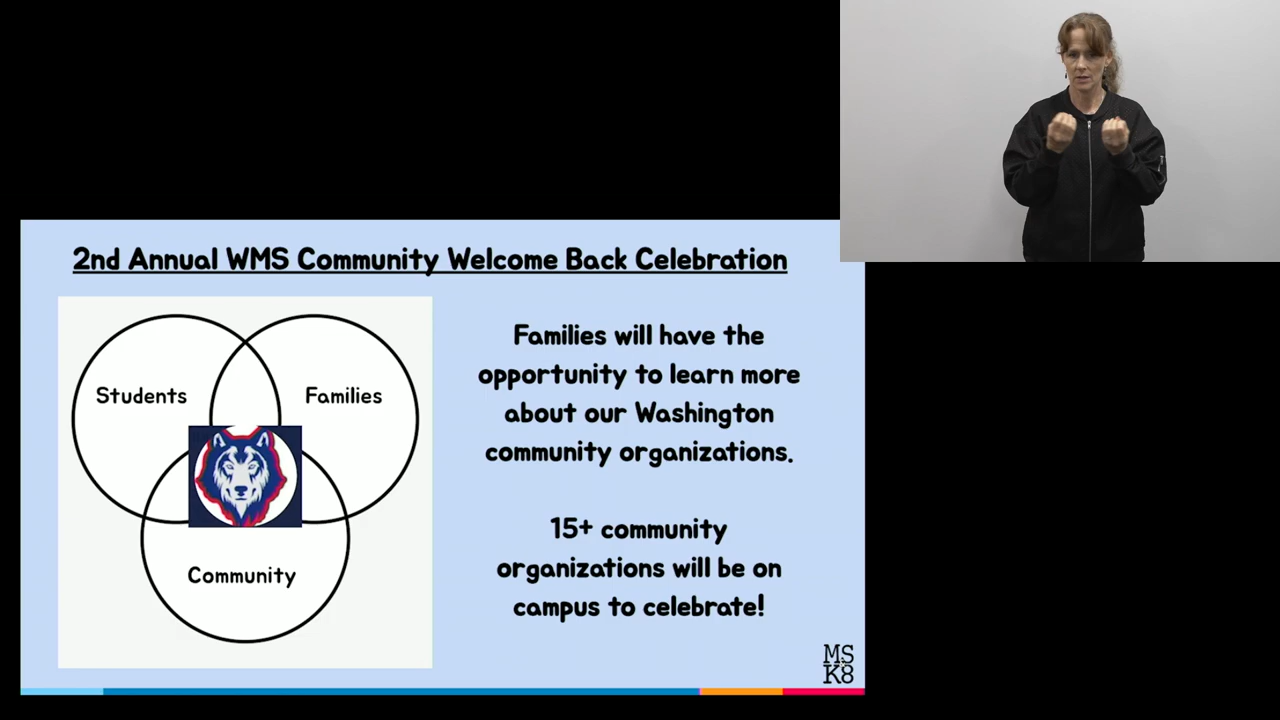 2nd Annual WMS Community Welcome Back Celebration
Students
Families
Community
Families will have the
opportunity to learn more
about our Washington
community organizations.
15+ community
organizations will be on
campus to celebrate!
MS
K8